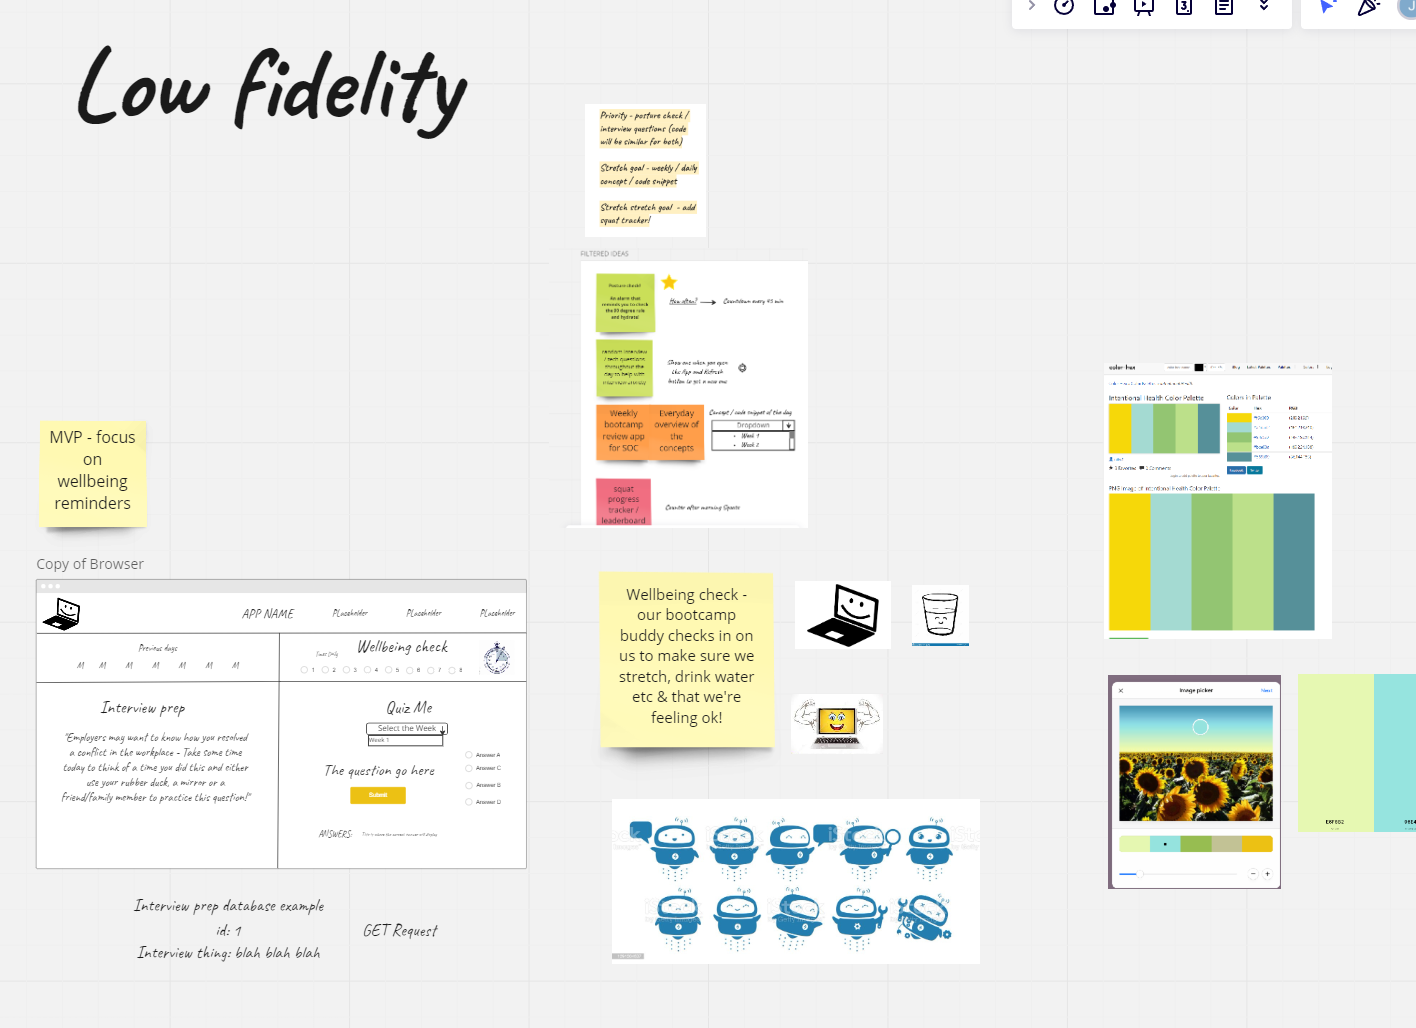 Low fidelity
Priority - posture check /
interview questions (code
will be similar for both)
Stretch goal - weekly / daily
concept / code snippet
Stretch stretch goal - add
squat tracker!
FILTERED IDEAS
Posture check!
An alarm that
reminds you to check
the 90 degree rule
and hydrate!
How often?
Countdown every 45 min
random interview
/ tech questions
throughout the
day to help with
Show one when you open
the App and Refresh
button to get a new one
Weekly
bootcamp
review app
for SOC
Everyday
overview of
the
concepts
Concept / code snippet of the day
Dropdown
Week 1
Week 2
squat
progress
tracker /
leaderboard
Counter after morning Sports
MVP - focus
on
wellbeing
reminders
Copy of Browser
APP NAME
PLaceholder
PLaceholder
PLaceholder
Previous days
M M M M M M M
Wellbeing check
1 2 3 4 5 6 7 8
Interview prep
"Employers may want to know how you resolved
a conflict in the workplace - Take some time
today to think of a time you did this and either
use your rubber duck, a mirror or a
friend/family member to practice this question!"
Quiz Me
Select the Week
Week 1
The question go here
Submit
Answer A
Answer C
Answer B
Answer D
ANSWERS:
Interview prep database example
id: 1
Interview thing: blah blah blah
GET Request
Wellbeing check -
our bootcamp
buddy checks in on
us to make sure we
stretch, drink water
etc & that we're
feeling ok!
color-hex
Intentional Health Color Palette
Colors in Palette
Color Hex RGB
PNG Image of Intentional Health Color Palette
Image picker
Next
E8F8B2
J